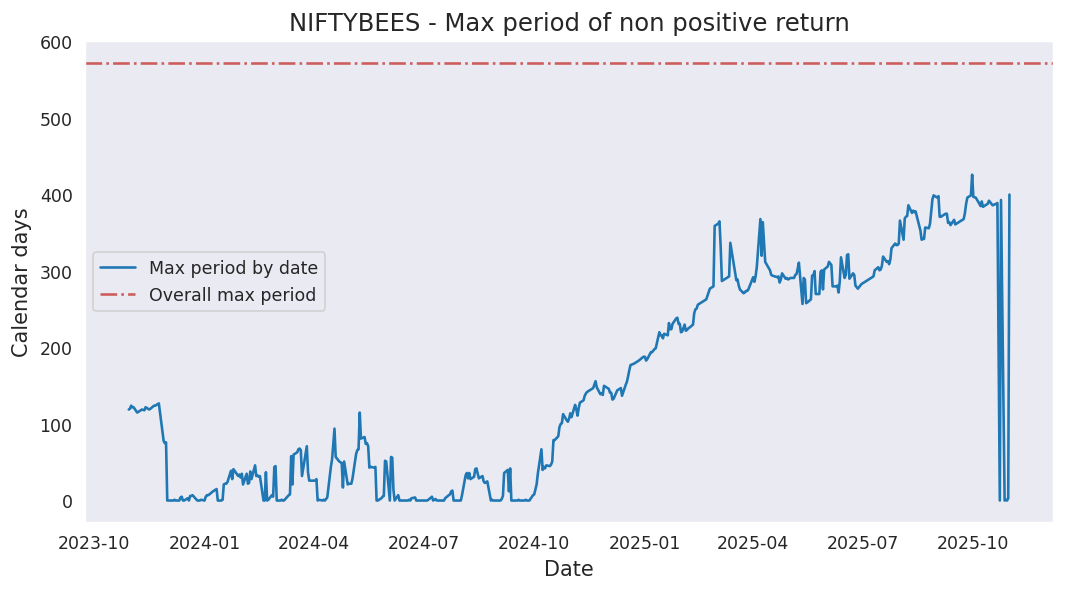 NIFTYBEES - Max period of non positive return
600
500
400
300
200
100
0
Calendar days
Max period by date
Overall max period
2023-10 2024-01 2024-04 2024-07 2024-10 2025-01 2025-04 2025-07 2025-10
Date